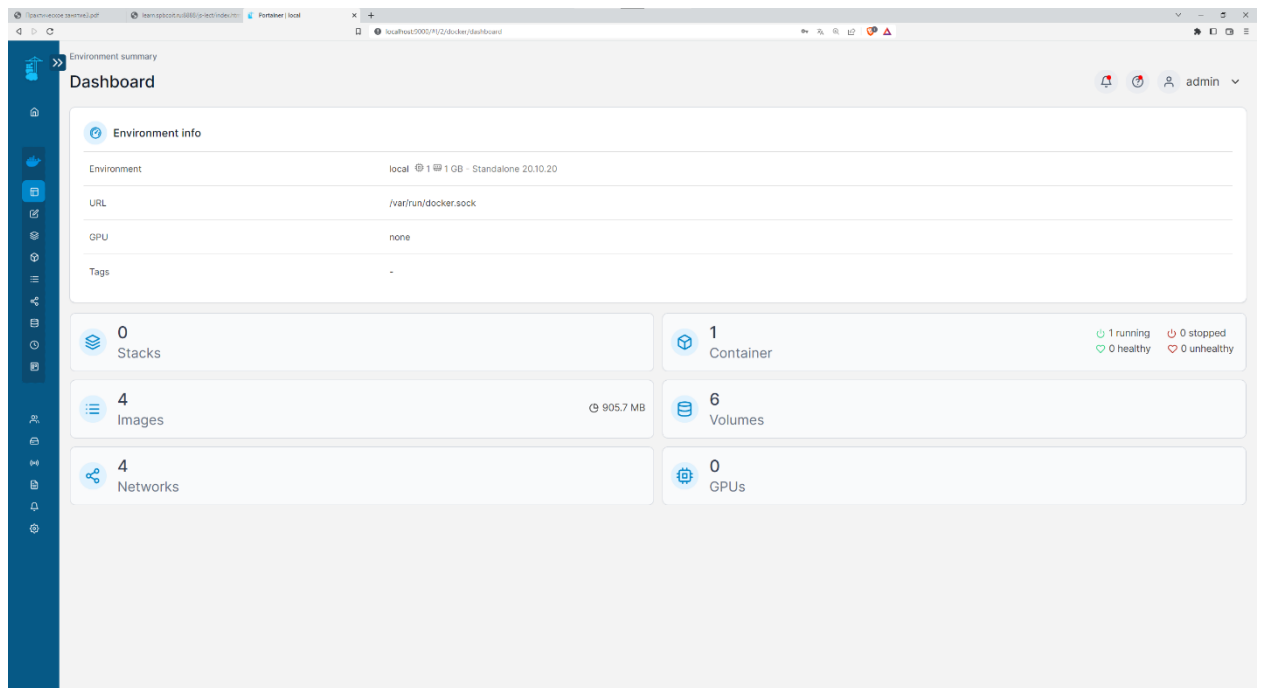 Portainer | local
localhost:9000/#!/2/docker/dashboard
Environment summary
Dashboard
admin
Environment info
Environment local 1 1 GB - Standalone 20.10.20
URL /var/run/docker.sock
GPU none
Tags -
0
Stacks
1
Container
1 running 0 stopped
0 healthy 0 unhealthy
4
Images
905.7 MB
6
Volumes
4
Networks
0
GPUs